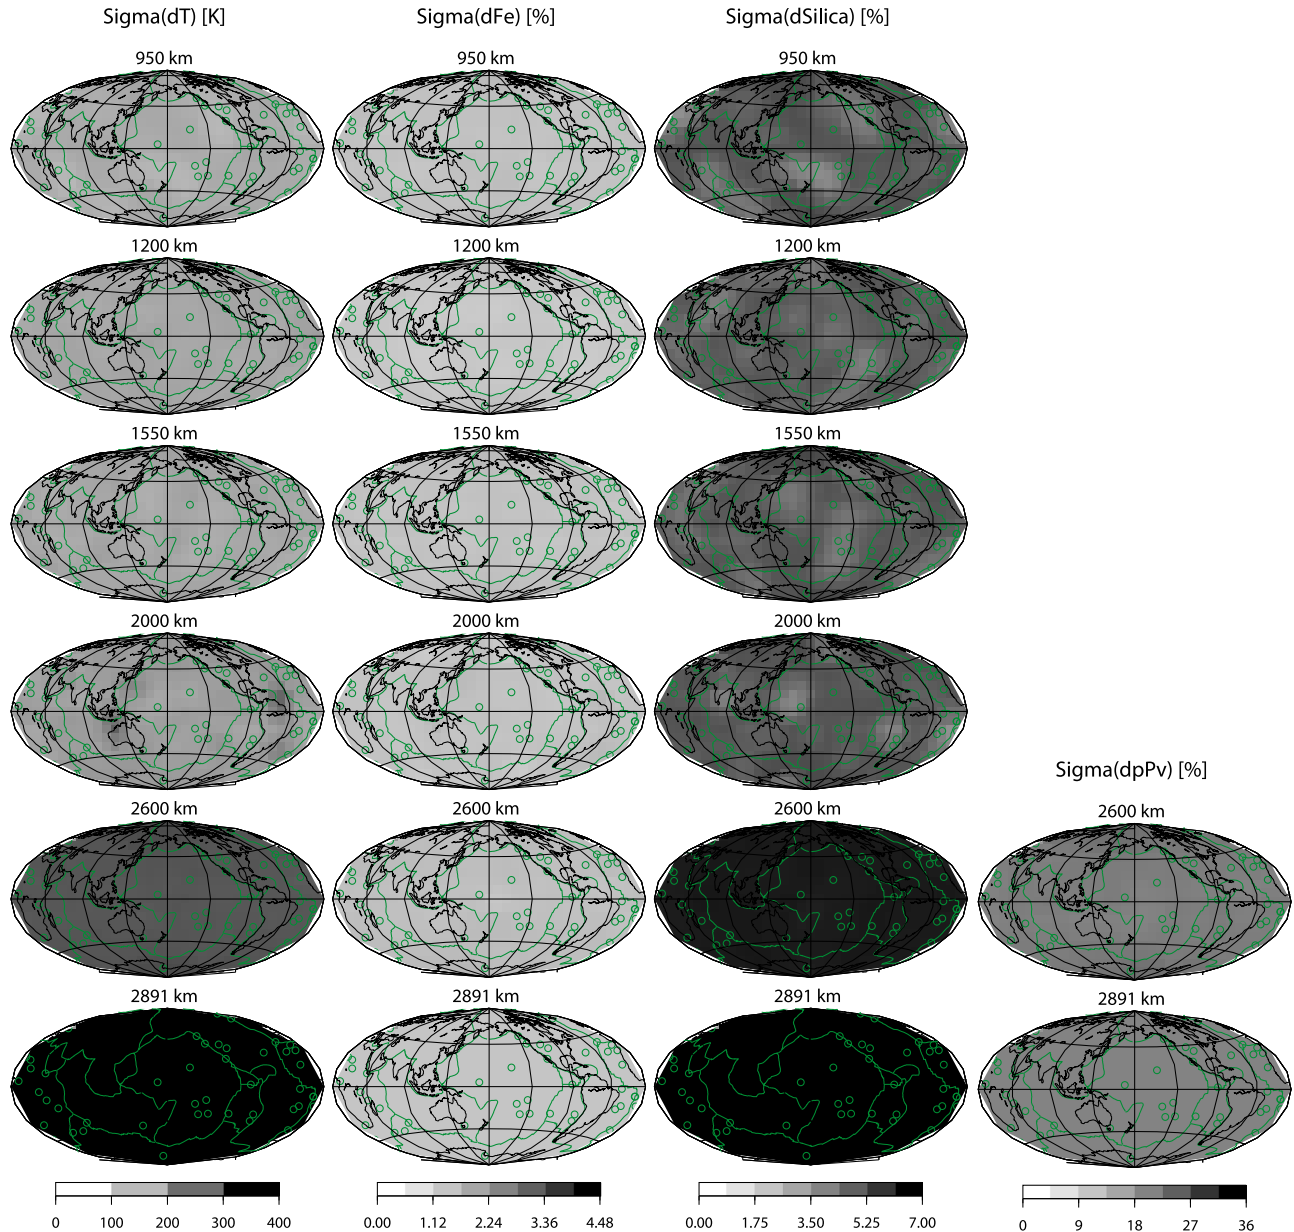 Sigma(dT) [K] Sigma(dFe) [%] Sigma(dSilica) [%]
950 km 950 km 950 km
1200 km 1200 km 1200 km
1550 km 1550 km 1550 km
2000 km 2000 km 2000 km
Sigma(dpPv) [%]
2600 km 2600 km 2600 km 2600 km
2891 km 2891 km 2891 km 2891 km
0 100 200 300 400 0.00 1.12 2.24 3.36 4.48 0.00 1.75 3.50 5.25 7.00 0 9 18 27 36